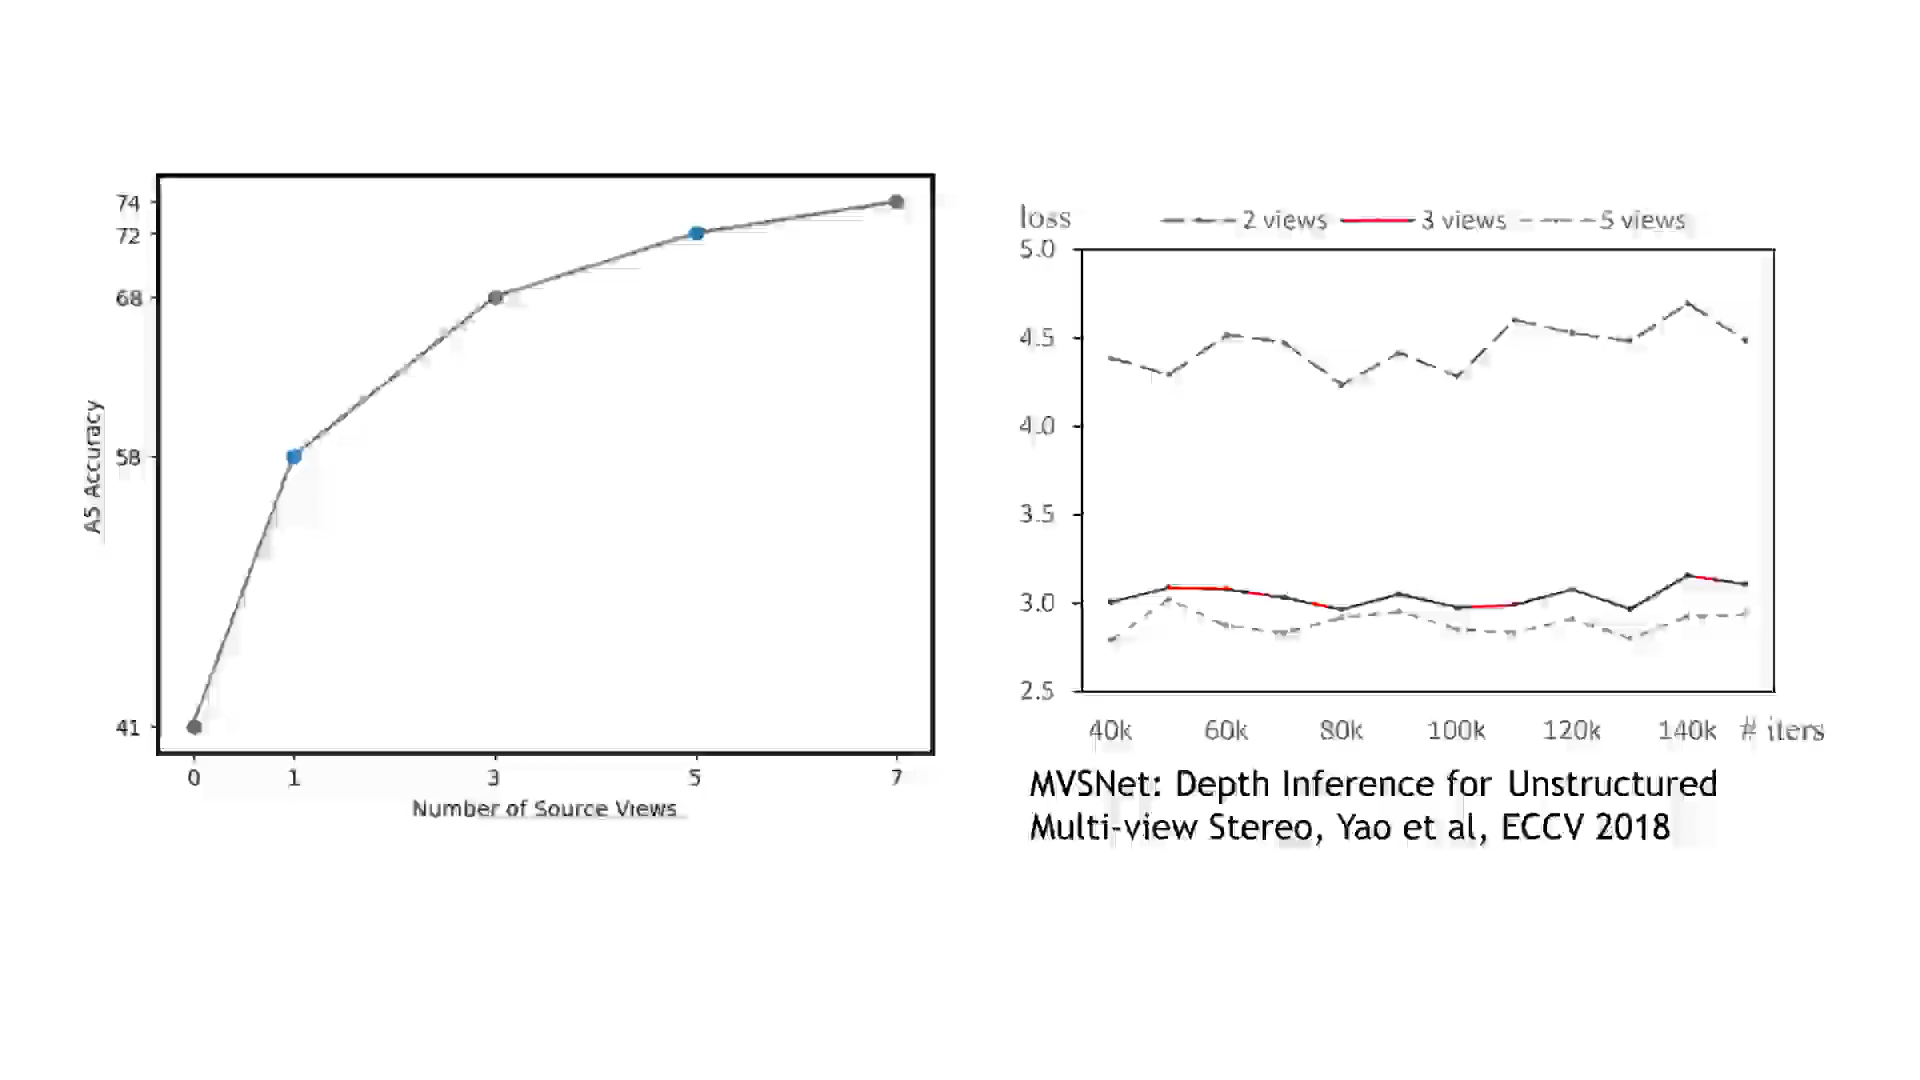 74
72
68
58
41
AS Accuracy
0 1 3 5 7
Number of Source Views
loss
2 views 3 views 5 views
5.0
4.5
4.0
3.5
3.0
2.5
40k 60k 80k 100k 120k 140k # iters
MVSNet: Depth Inference for Unstructured
Multi-view Stereo, Yao et al, ECCV 2018